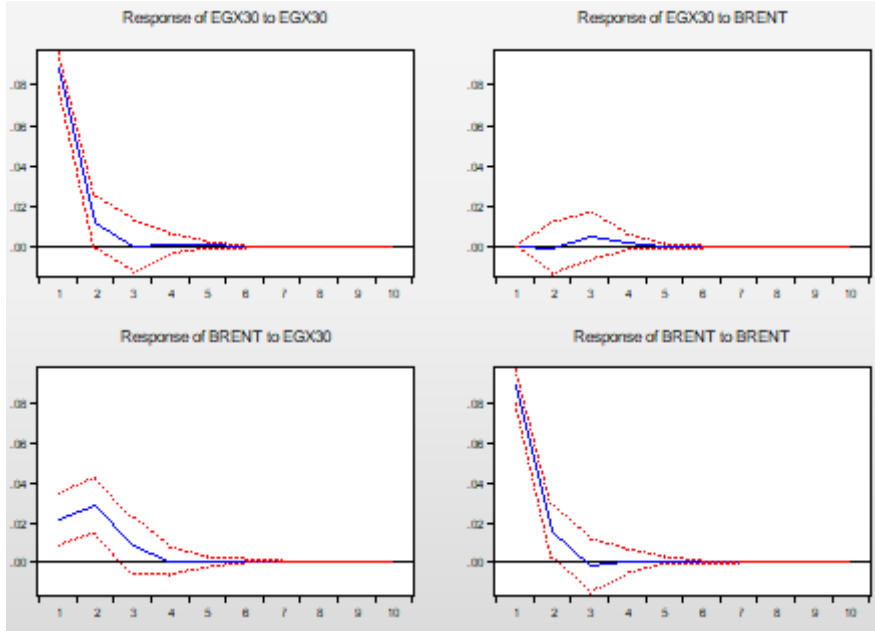 Response of EGX30 to EGX30
.08
.06
.04
.02
.00
1 2 3 4 5 6 7 8 9 10
Response of EGX30 to BRENT
.08
.06
.04
.02
.00
1 2 3 4 5 6 7 8 9 10
Response of BRENT to EGX30
.08
.06
.04
.02
.00
1 2 3 4 5 6 7 8 9 10
Response of BRENT to BRENT
.08
.06
.04
.02
.00
1 2 3 4 5 6 7 8 9 10